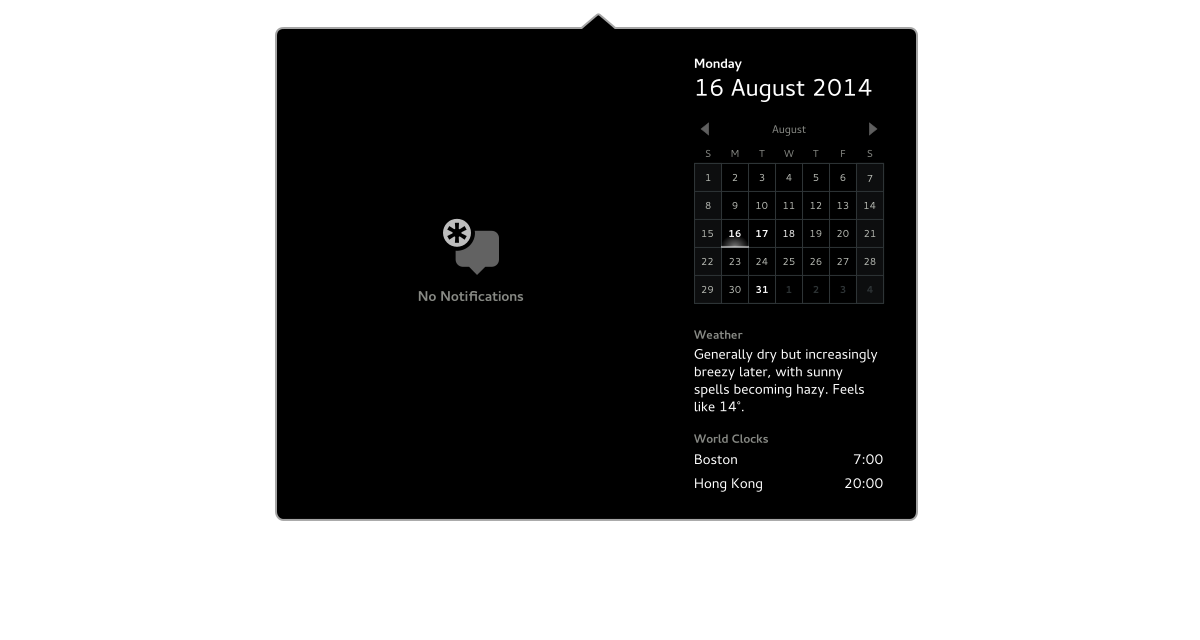 No Notifications
Monday
16 August 2014
August
S M T W T F S
1 2 3 4 5 6 7
8 9 10 11 12 13 14
15 16 17 18 19 20 21
22 23 24 25 26 27 28
29 30 31 1 2 3 4
Weather
Generally dry but increasingly
breezy later, with sunny
spells becoming hazy. Feels
like 14°.
World Clocks
Boston 7:00
Hong Kong 20:00